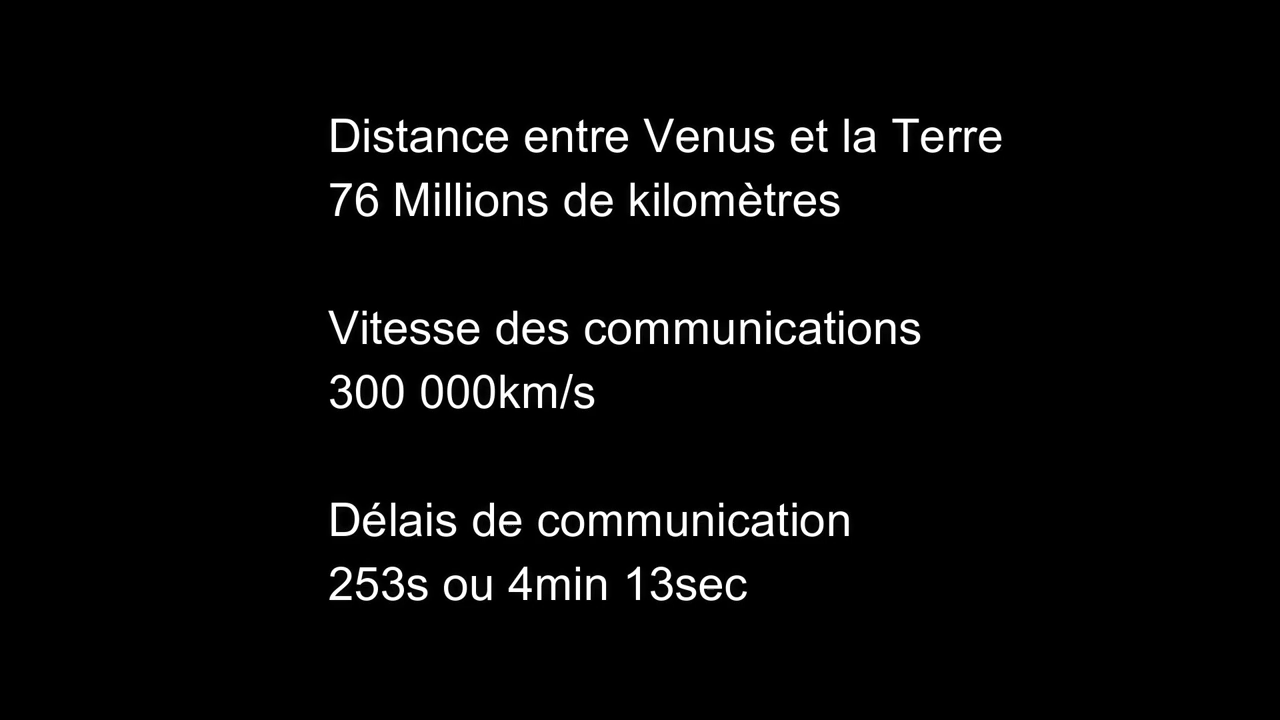 Distance entre Venus et la Terre
76 Millions de kilomètres
Vitesse des communications
300 000km/s
Délais de communication
253s ou 4min 13sec